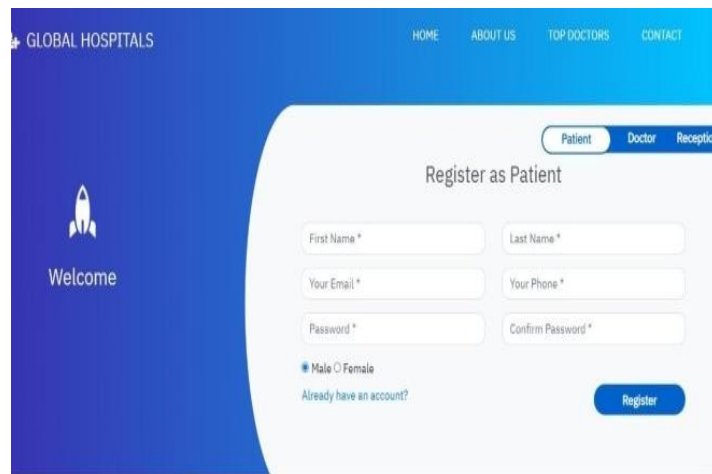 GLOBAL HOSPITALS
HOME ABOUT US TOP DOCTORS CONTACT
Patient Doctor Receptio
Register as Patient
Welcome
First Name * Last Name *
Your Email * Your Phone *
Password * Confirm Password *
Male Female
Already have an account?
Register